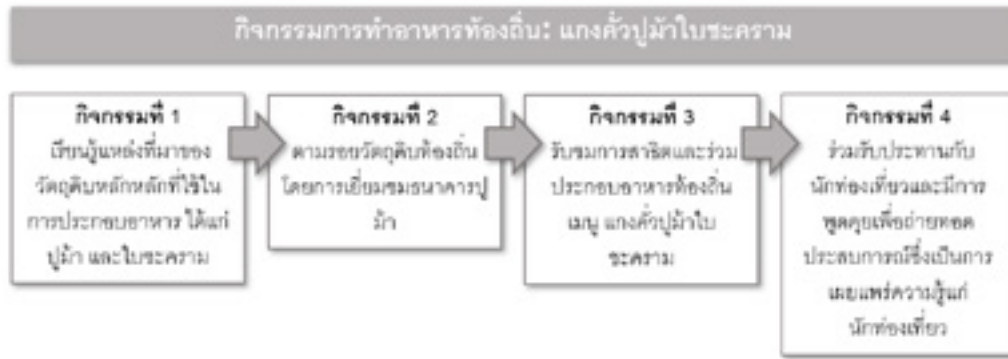 กิจกรรมการทำอาหารท้องถิ่น: แกงคั่วปูม้าใบชะคราม
กิจกรรมที่ 1
เรียนรู้แหล่งที่มาของ
วัตถุดิบหลักหลักที่ใช้ใน
การประกอบอาหาร ได้แก่
ปูม้า และใบชะคราม
กิจกรรมที่ 2
ตามรอยวัตถุดิบท้องถิ่น
โดยการเยี่ยมชมธนาคารปู
ม้า
กิจกรรมที่ 3
รับชมการสาธิตและร่วม
ประกอบอาหารท้องถิ่น
เมนู แกงคั่วปูม้าใบ
ชะคราม
กิจกรรมที่ 4
ร่วมรับประทานกับ
นักท่องเที่ยวและมีการ
พูดคุยเพื่อถ่ายทอด
ประสบการณ์ซึ่งเป็นการ
เผยแพร่ความรู้แก่
นักท่องเที่ยว